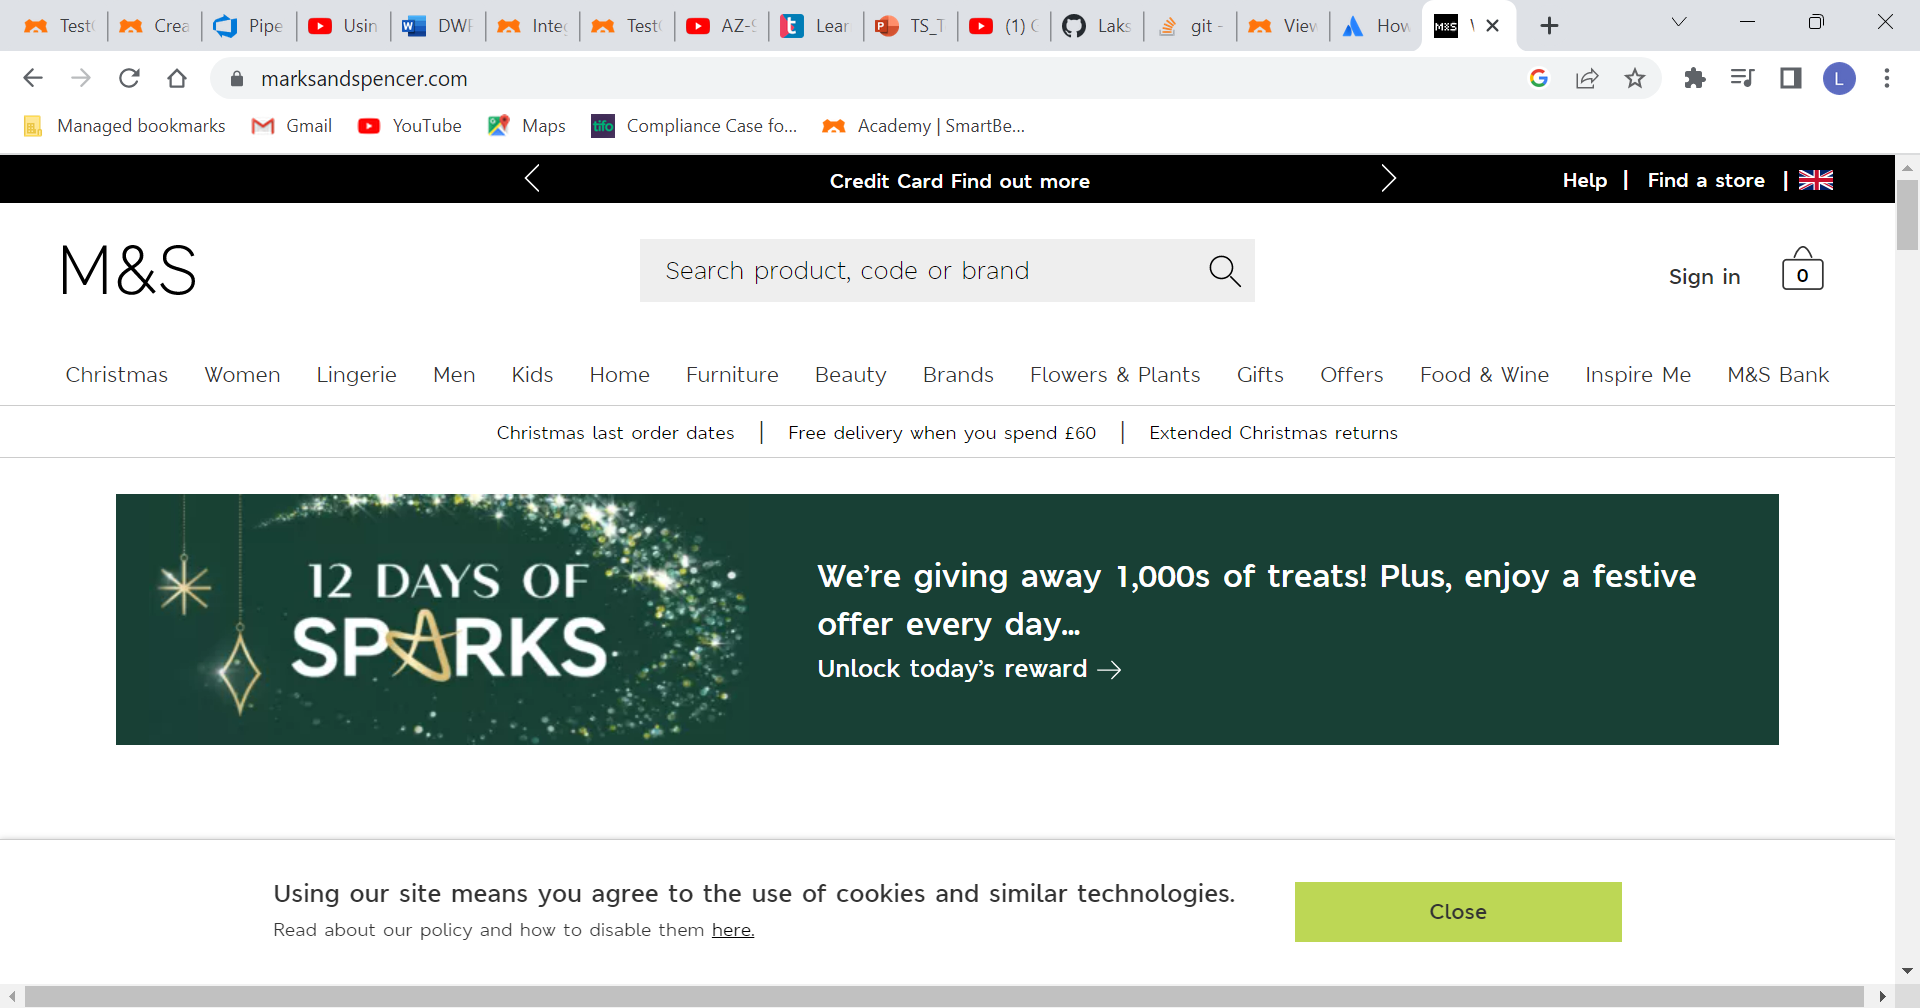 Test Crea Pipe Usin DWP Inte Test AZ- Lear TS_T (1) Laks git - View How
marksandspencer.com
L
Managed bookmarks Gmail YouTube Maps tifo Compliance Case fo... Academy | SmartBe...
Credit Card Find out more
Help | Find a store |
M&S
Search product, code or brand
Sign in
0
Christmas Women Lingerie Men Kids Home Furniture Beauty Brands Flowers & Plants Gifts Offers Food & Wine Inspire Me M&S Bank
Christmas last order dates | Free delivery when you spend £60 | Extended Christmas returns
12 DAYS OF
SPARKS
We’re giving away 1,000s of treats! Plus, enjoy a festive
offer every day...
Unlock today’s reward →
Using our site means you agree to the use of cookies and similar technologies.
Read about our policy and how to disable them here.
Close